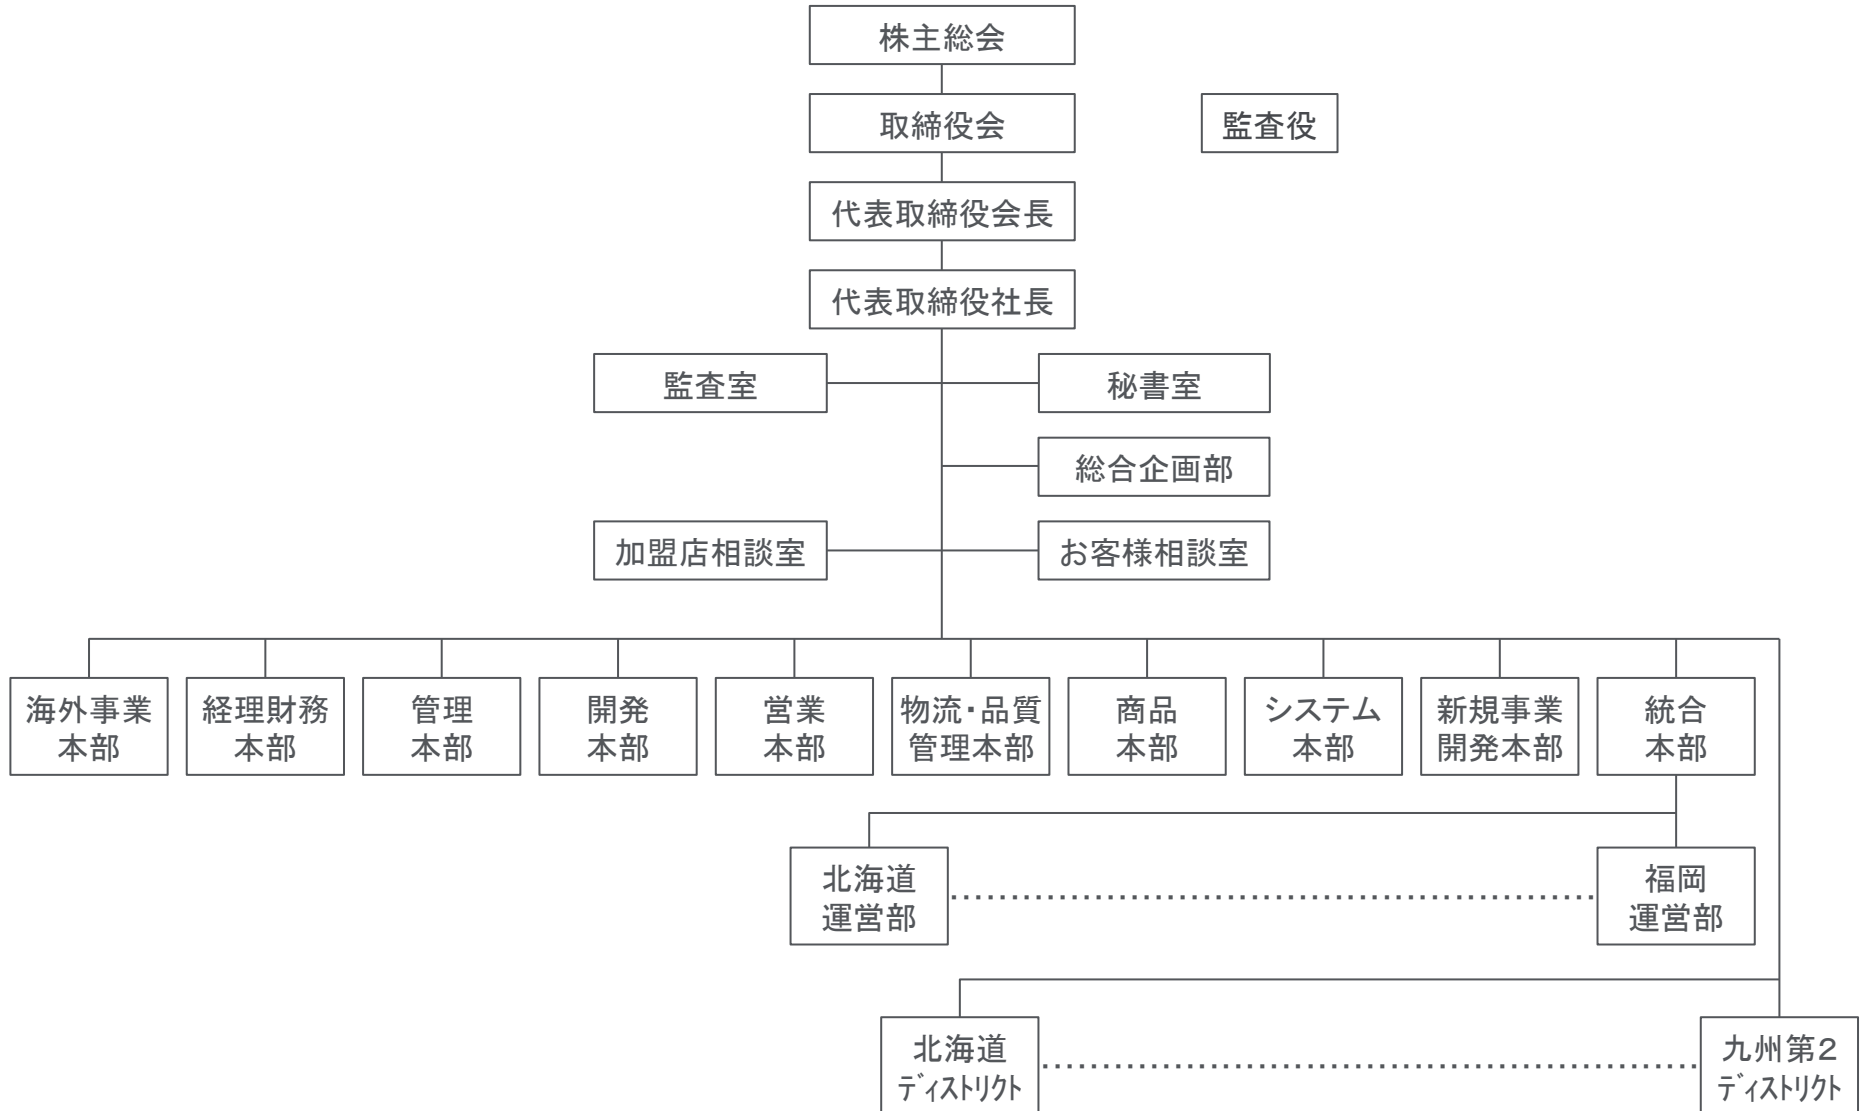 株主総会
取締役会
監査役
代表取締役会長
代表取締役社長
監査室
秘書室
総合企画部
加盟店相談室
お客様相談室
海外事業
本部
経理財務
本部
管理
本部
開発
本部
営業
本部
物流・品質
管理本部
商品
本部
システム
本部
新規事業
開発本部
統合
本部
北海道
運営部
福岡
運営部
北海道
ディストリクト
九州第2
ディストリクト